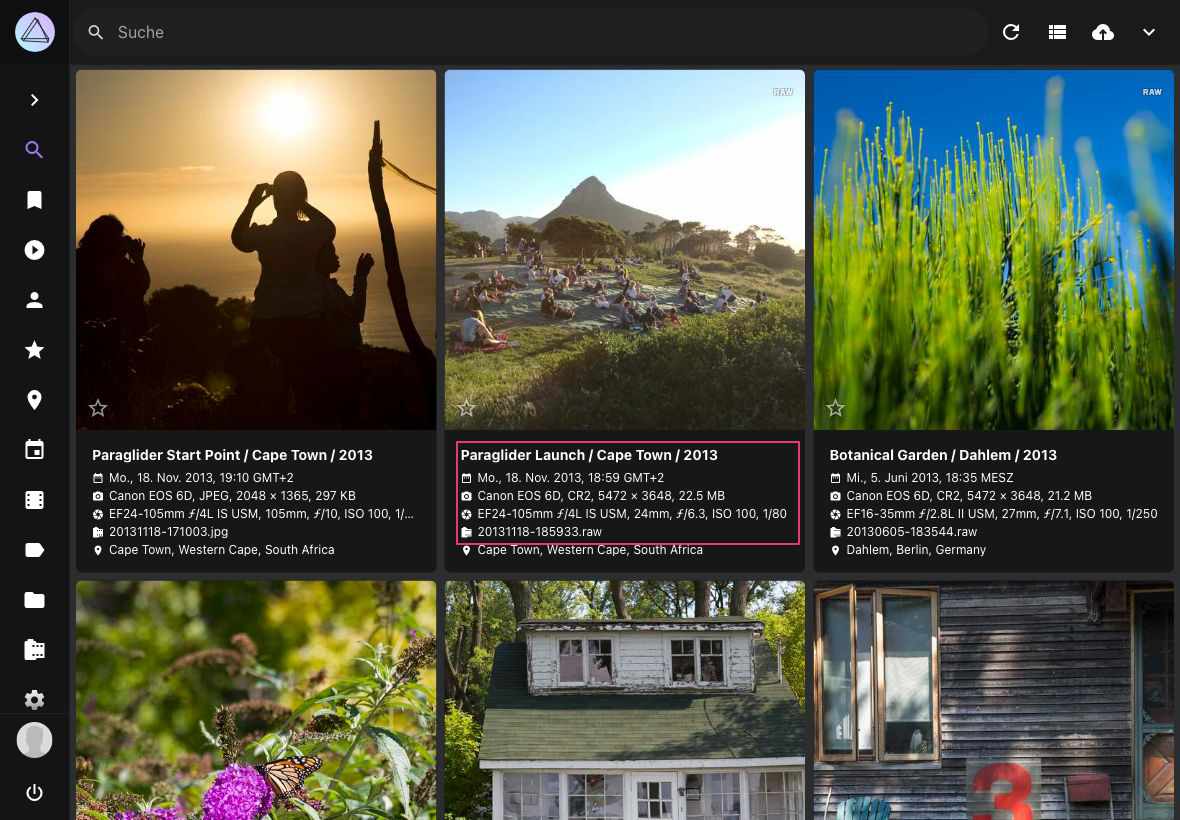 Suche
RAW
RAW
Paraglider Start Point / Cape Town / 2013
Mo., 18. Nov. 2013, 19:10 GMT+2
Canon EOS 6D, JPEG, 2048 × 1365, 297 KB
EF24-105mm ƒ/4L IS USM, 105mm, ƒ/10, ISO 100, 1/...
20131118-171003.jpg
Cape Town, Western Cape, South Africa
Paraglider Launch / Cape Town / 2013
Mo., 18. Nov. 2013, 18:59 GMT+2
Canon EOS 6D, CR2, 5472 × 3648, 22.5 MB
EF24-105mm ƒ/4L IS USM, 24mm, ƒ/6.3, ISO 100, 1/80
20131118-185933.raw
Cape Town, Western Cape, South Africa
Botanical Garden / Dahlem / 2013
Mi., 5. Juni 2013, 18:35 MESZ
Canon EOS 6D, CR2, 5472 × 3648, 21.2 MB
EF16-35mm ƒ/2.8L II USM, 27mm, ƒ/7.1, ISO 100, 1/250
20130605-183544.raw
Dahlem, Berlin, Germany
3